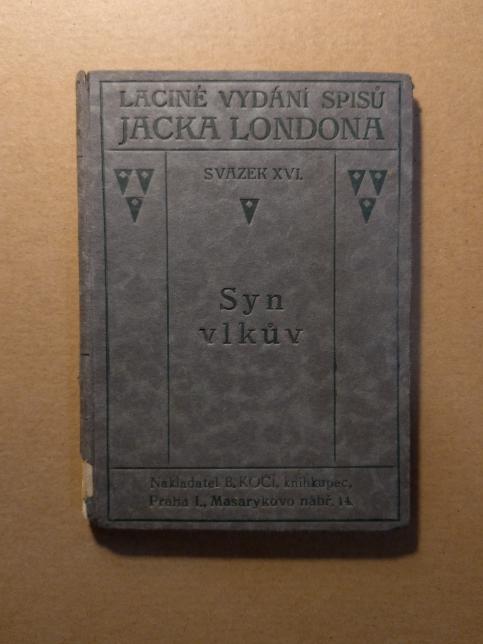 LACINÉ VYDÁNÍ SPISŮ
JACKA LONDONA
SVAZEK XVI.
Syn
vlkův
Nakladatel B. KOČÍ, knihkupec,
Praha I., Masarykovo nábř. 14.